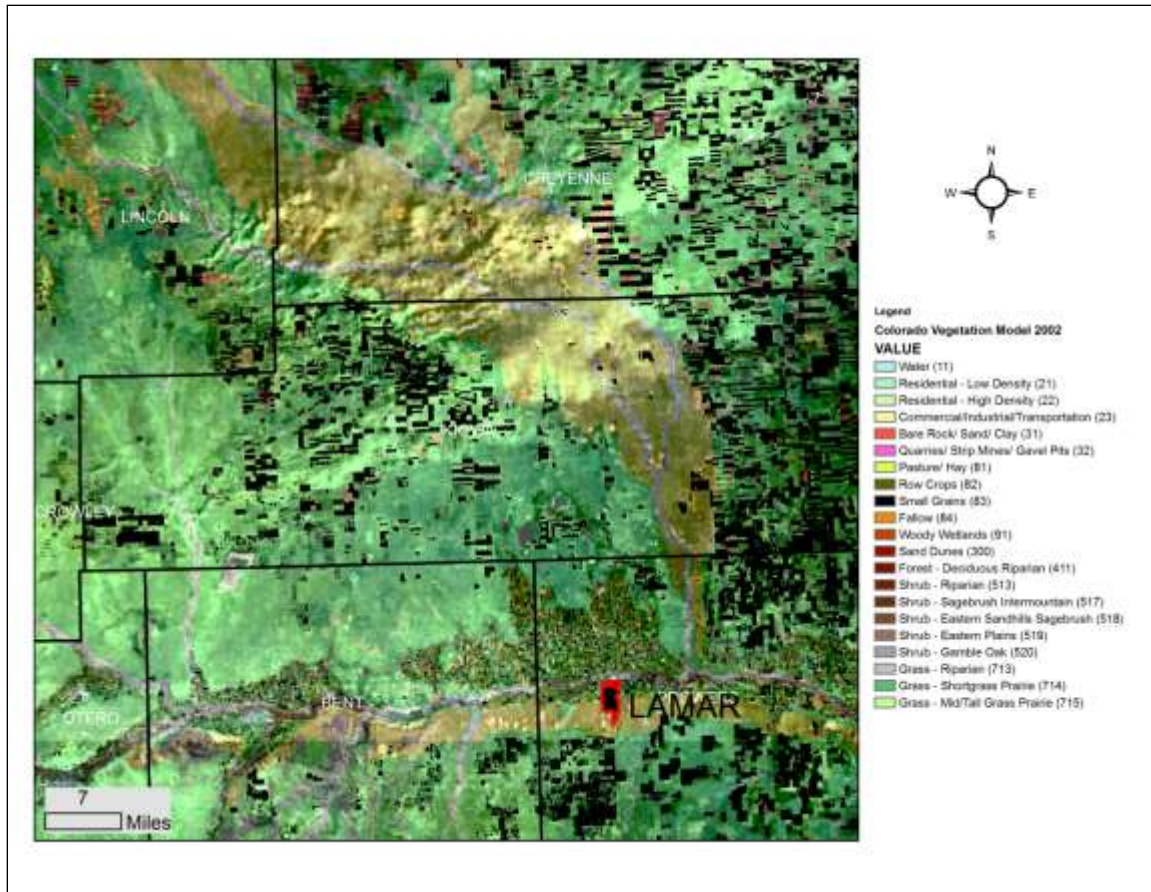 CHEYENNE
LINCOLN
CROWLEY
OTERO
BENT
LAMAR
7
Miles
N
W
E
S
Legend
Colorado Vegetation Model 2002
VALUE
Water (11)
Residential - Low Density (21)
Residential - High Density (22)
Commercial/Industrial/Transportation (23)
Bare Rock/ Sand/ Clay (31)
Quarries/ Strip Mines/ Gavel Pits (32)
Pasture/ Hay (81)
Row Crops (82)
Small Grains (83)
Fallow (84)
Woody Wetlands (91)
Sand Dunes (300)
Forest - Deciduous Riparian (411)
Shrub - Riparian (513)
Shrub - Sagebrush Intermountain (517)
Shrub - Eastern Sandhills Sagebrush (518)
Shrub - Eastern Plains (519)
Shrub - Gamble Oak (520)
Grass - Riparian (713)
Grass - Shortgrass Prairie (714)
Grass - Mid/Tall Grass Prairie (715)